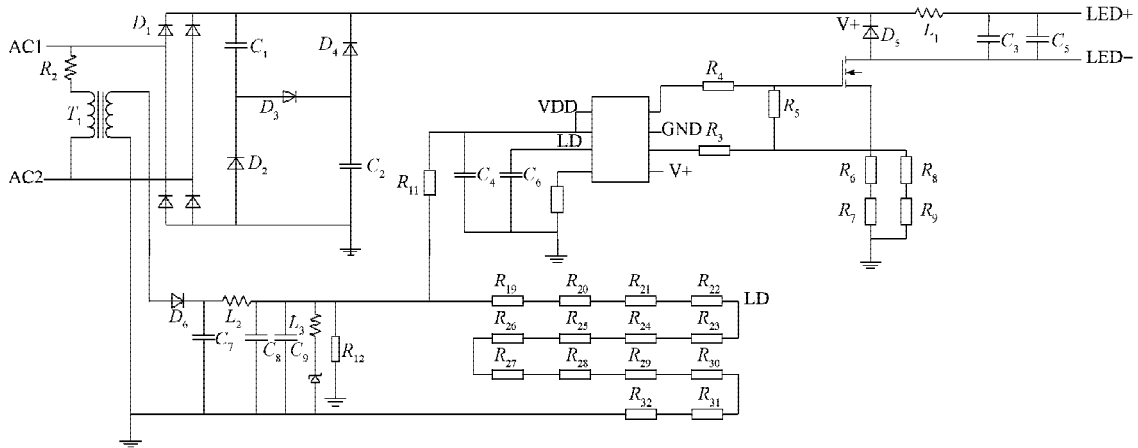 D1
V+
LED+
AC1
C1
D4
D5
L1
C3
C5
LED−
R2
R4
T1
D3
VDD
R5
GND
LD
R3
D2
C2
R11
C4
C6
V+
R6
R8
R7
R9
R19 R20 R21 R22 LD
D6
L2
L3
R26 R25 R24 R23
C7
C8
C9
R12
R27 R28 R29 R30
R32 R31
AC2